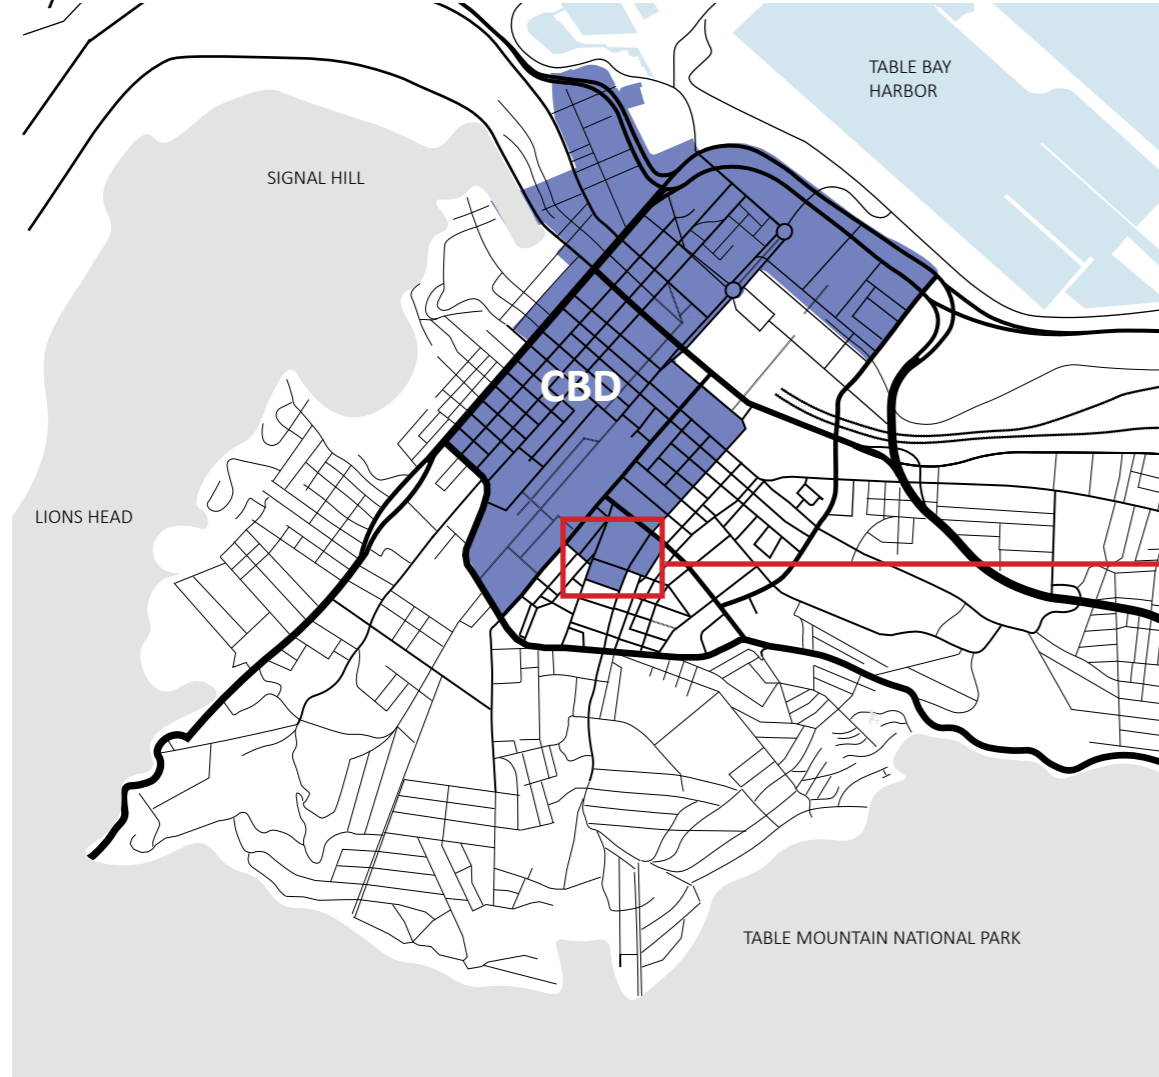 TABLE BAY
HARBOR
SIGNAL HILL
CBD
LIONS HEAD
TABLE MOUNTAIN NATIONAL PARK